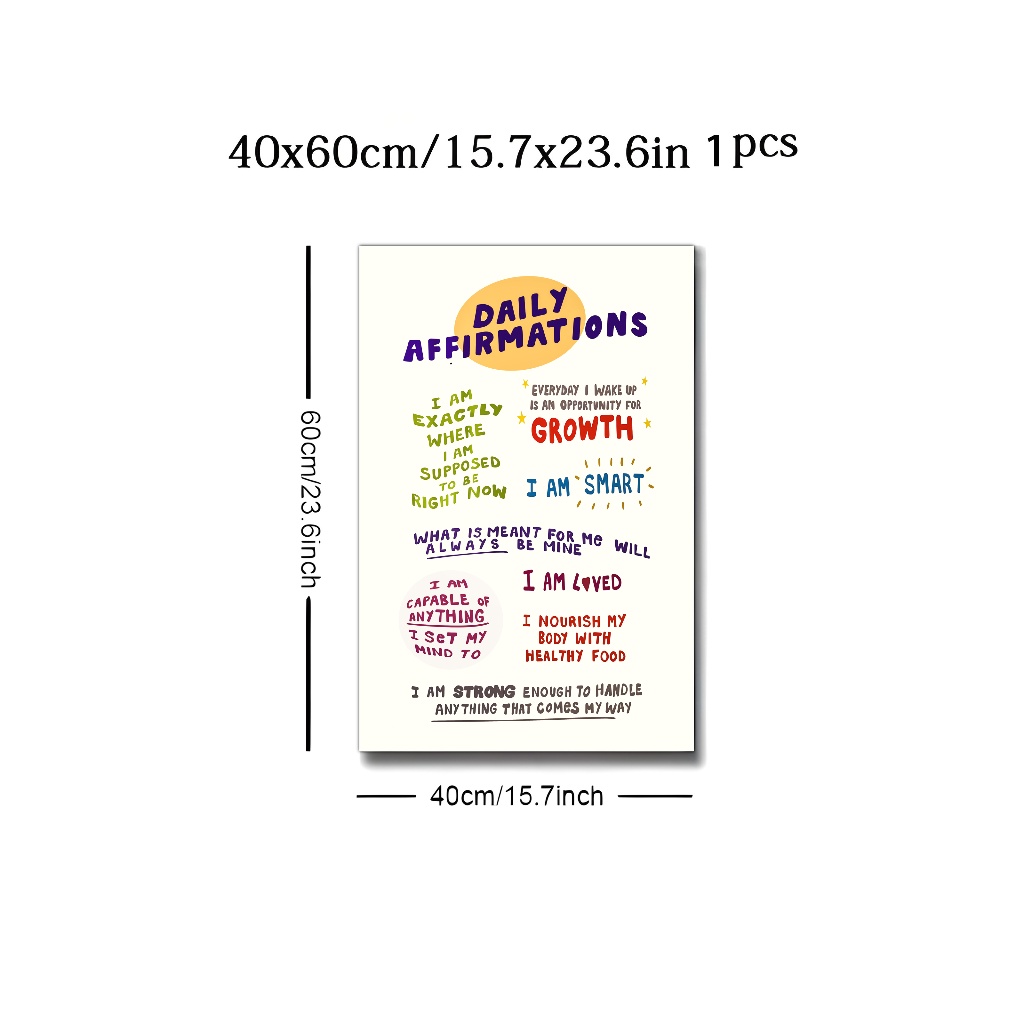 40x60cm/15.7x23.6in 1pcs
60cm/23.6inch
DAILY
AFFIRMATIONS
I AM
EXACTLY
WHERE
I AM
SUPPOSED
TO BE
RIGHT NOW
EVERYDAY I WAKE UP
IS AN OPPORTUNITY FOR
GROWTH
I AM SMART
WHAT IS MEANT FOR Me WILL
ALWAYS BE MINE
I AM
CAPABLE OF
ANYTHING
I SeT MY
MIND TO
I AM LOVED
I NOURISH MY
BODY WITH
HEALTHY FOOD
I AM STRONG ENOUGH TO HANDLE
ANYTHING THAT COMeS MY WAY
40cm/15.7inch